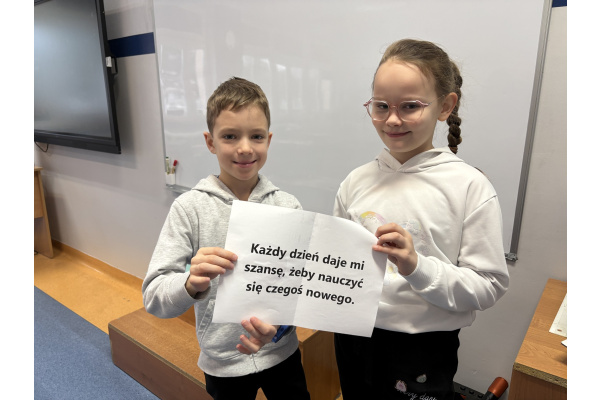 Każdy dzień daje mi
szansę, żeby nauczyć
się czegoś nowego.